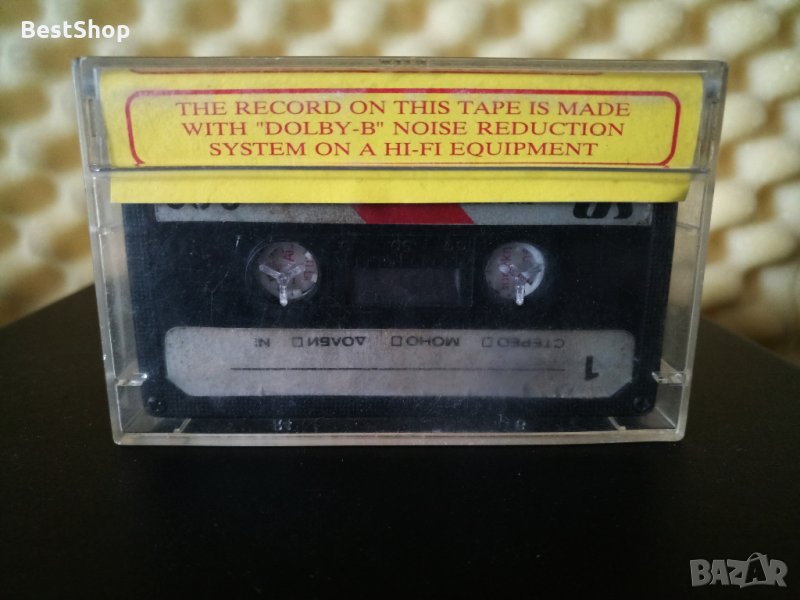 BestShop
THE RECORD ON THIS TAPE IS MADE
WITH "DOLBY-B" NOISE REDUCTION
SYSTEM ON A HI-FI EQUIPMENT
СТЕРЕО МОНО ДОЛБИ №
1
BAZAR